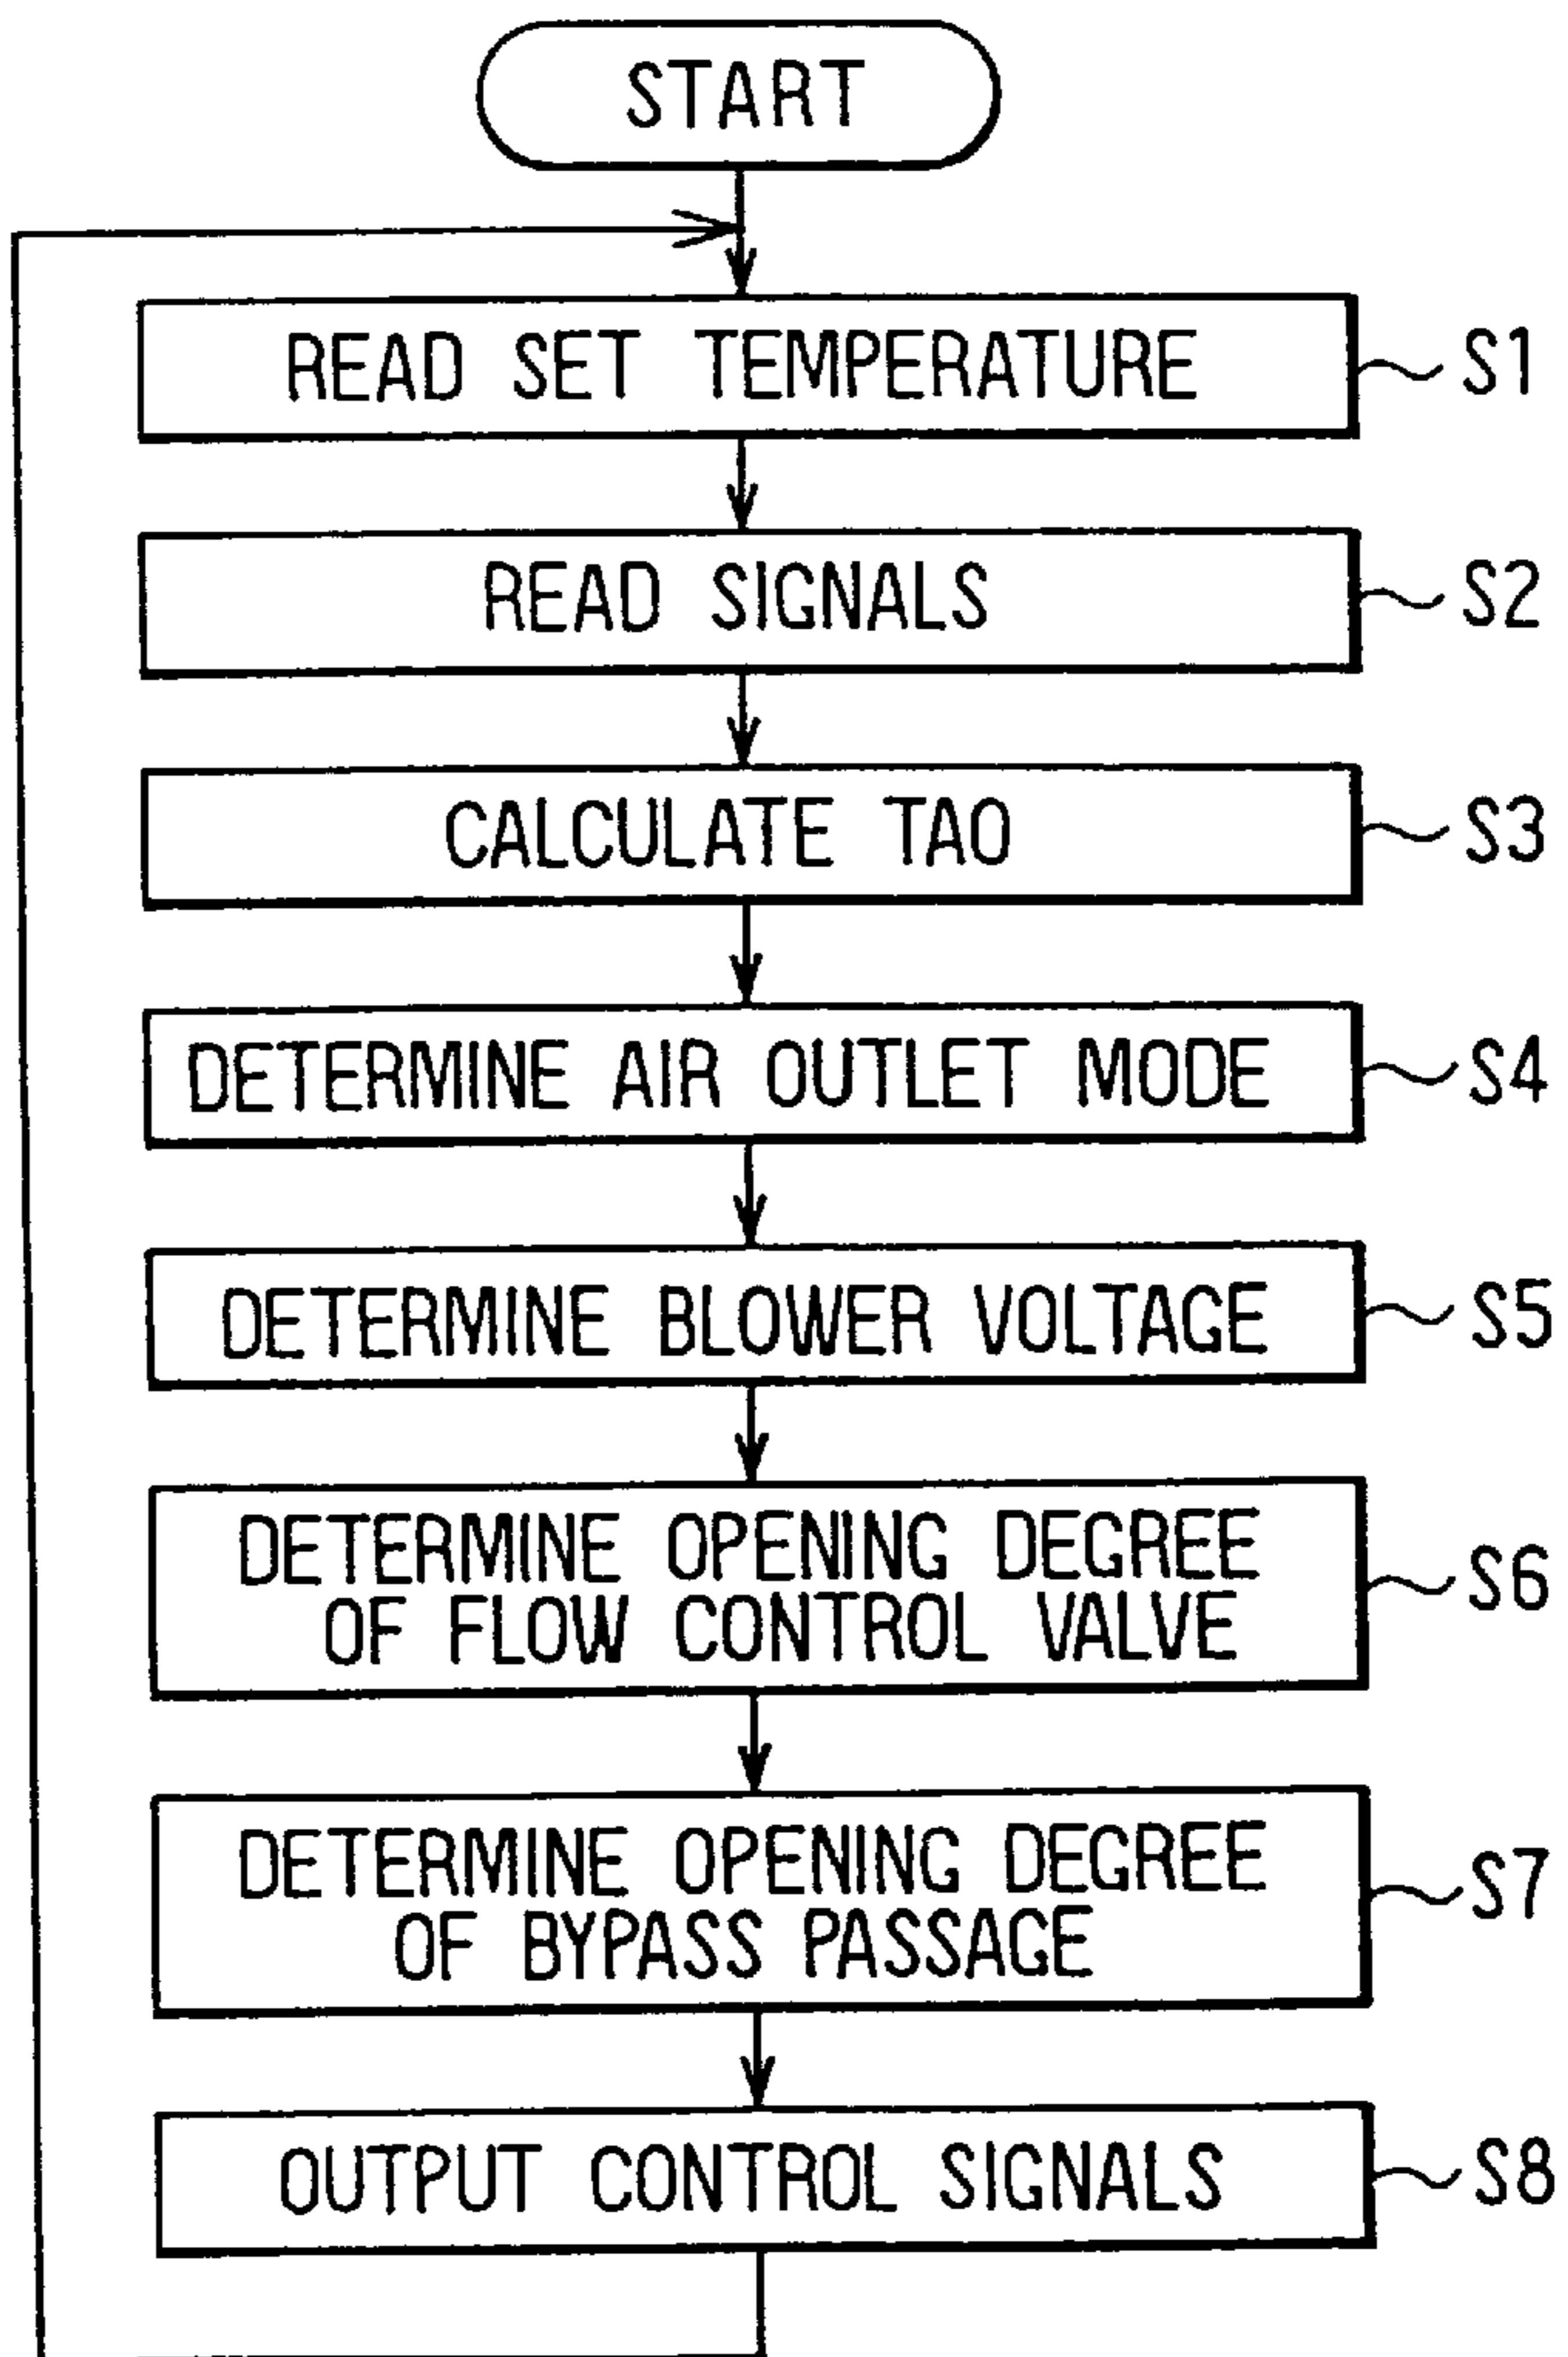 START
READ SET TEMPERATURE
S1
READ SIGNALS
S2
CALCULATE TAO
S3
DETERMINE AIR OUTLET MODE
S4
DETERMINE BLOWER VOLTAGE
S5
DETERMINE OPENING DEGREE
OF FLOW CONTROL VALVE
S6
DETERMINE OPENING DEGREE
OF BYPASS PASSAGE
S7
OUTPUT CONTROL SIGNALS
S8